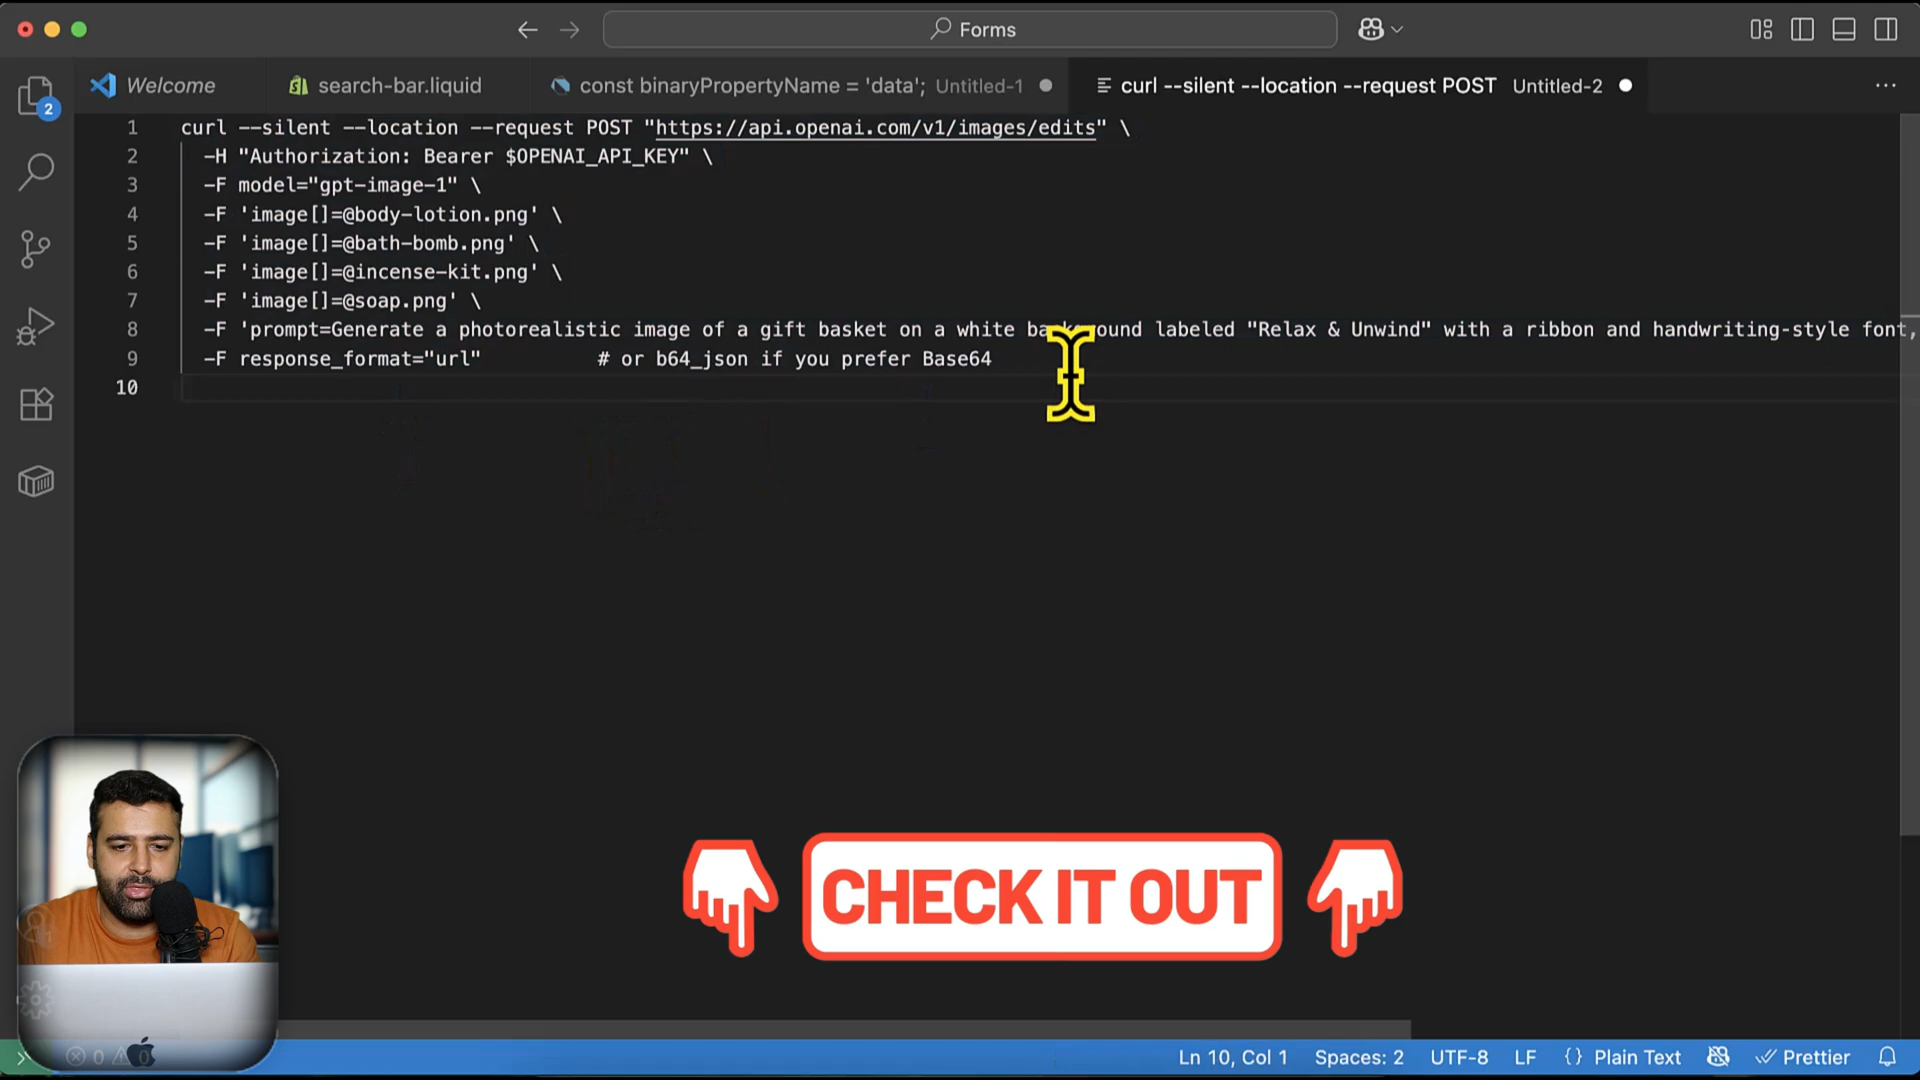 Forms
Welcome
search-bar.liquid
const binaryPropertyName = 'data'; Untitled-1
curl --silent --location --request POST Untitled-2
2
1 curl --silent --location --request POST "https://api.openai.com/v1/images/edits" \
2 -H "Authorization: Bearer $OPENAI_API_KEY" \
3 -F model="gpt-image-1" \
4 -F 'image[]=@body-lotion.png' \
5 -F 'image[]=@bath-bomb.png' \
6 -F 'image[]=@incense-kit.png' \
7 -F 'image[]=@soap.png' \
8 -F 'prompt=Generate a photorealistic image of a gift basket on a white background labeled "Relax & Unwind" with a ribbon and handwriting-style font,
9 -F response_format="url" # or b64_json if you prefer Base64
10
CHECK IT OUT
0 0
Ln 10, Col 1 Spaces: 2 UTF-8 LF {} Plain Text Prettier